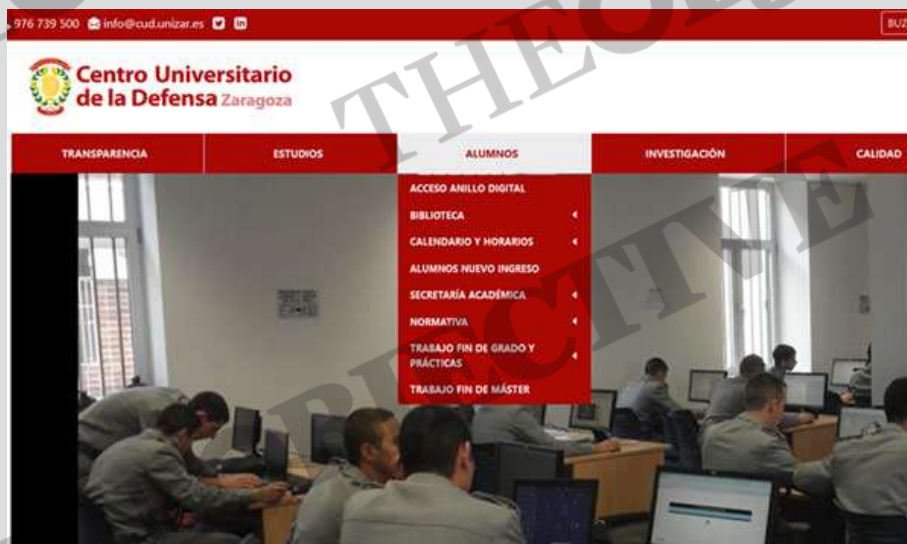 976 739 500 info@cud.unizar.es
BUZ
Centro Universitario
de la Defensa Zaragoza
TRANSPARENCIA ESTUDIOS ALUMNOS INVESTIGACIÓN CALIDAD
ACCESO ANILLO DIGITAL
BIBLIOTECA
CALENDARIO Y HORARIOS
ALUMNOS NUEVO INGRESO
SECRETARÍA ACADÉMICA
NORMATIVA
TRABAJO FIN DE GRADO Y
PRÁCTICAS
TRABAJO FIN DE MÁSTER
THEORE
PECTIVE